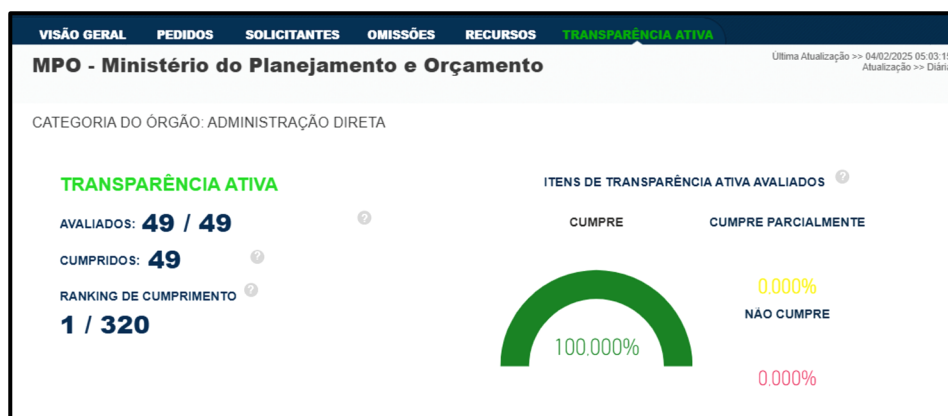 VISÃO GERAL PEDIDOS SOLICITANTES OMISSÕES RECURSOS TRANSPARÊNCIA ATIVA
MPO - Ministério do Planejamento e Orçamento
Última Atualização >> 04/02/2025 05:03:15
Atualização >> Diária
CATEGORIA DO ÓRGÃO: ADMINISTRAÇÃO DIRETA
TRANSPARÊNCIA ATIVA
AVALIADOS: 49 / 49 ?
CUMPRIDOS: 49 ?
RANKING DE CUMPRIMENTO ?
1 / 320
ITENS DE TRANSPARÊNCIA ATIVA AVALIADOS ?
CUMPRE
100.000%
CUMPRE PARCIALMENTE
0.000%
NÃO CUMPRE
0.000%